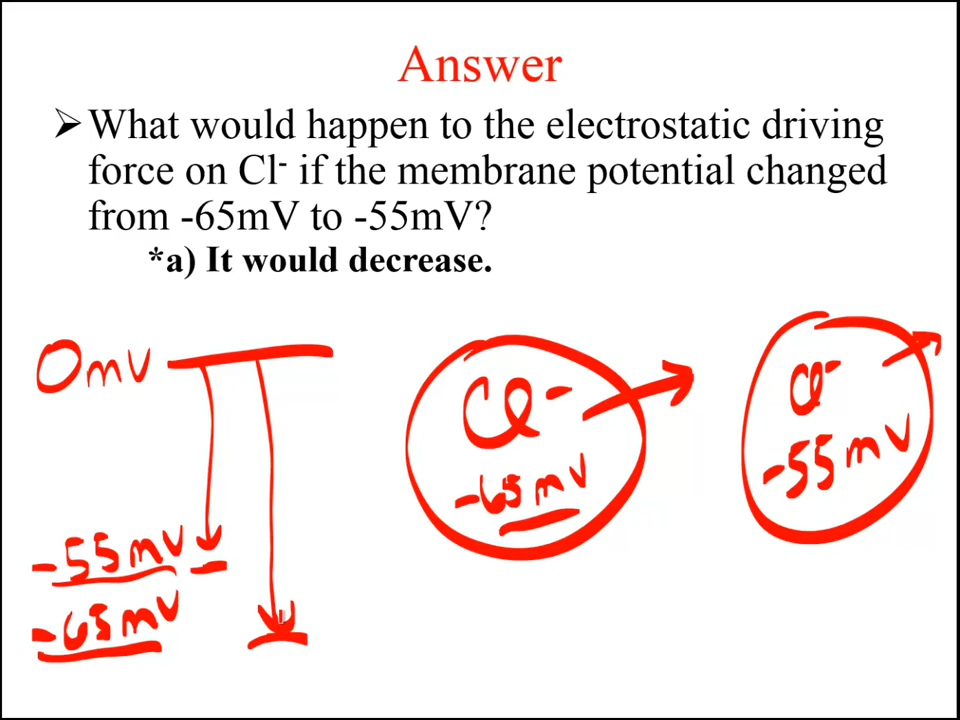 Answer
➢What would happen to the electrostatic driving
force on Cl⁻ if the membrane potential changed
from -65mV to -55mV?
*a) It would decrease.
0mV
Cl⁻
-65mV
Cl⁻
-55mV
-55mV
-65mV